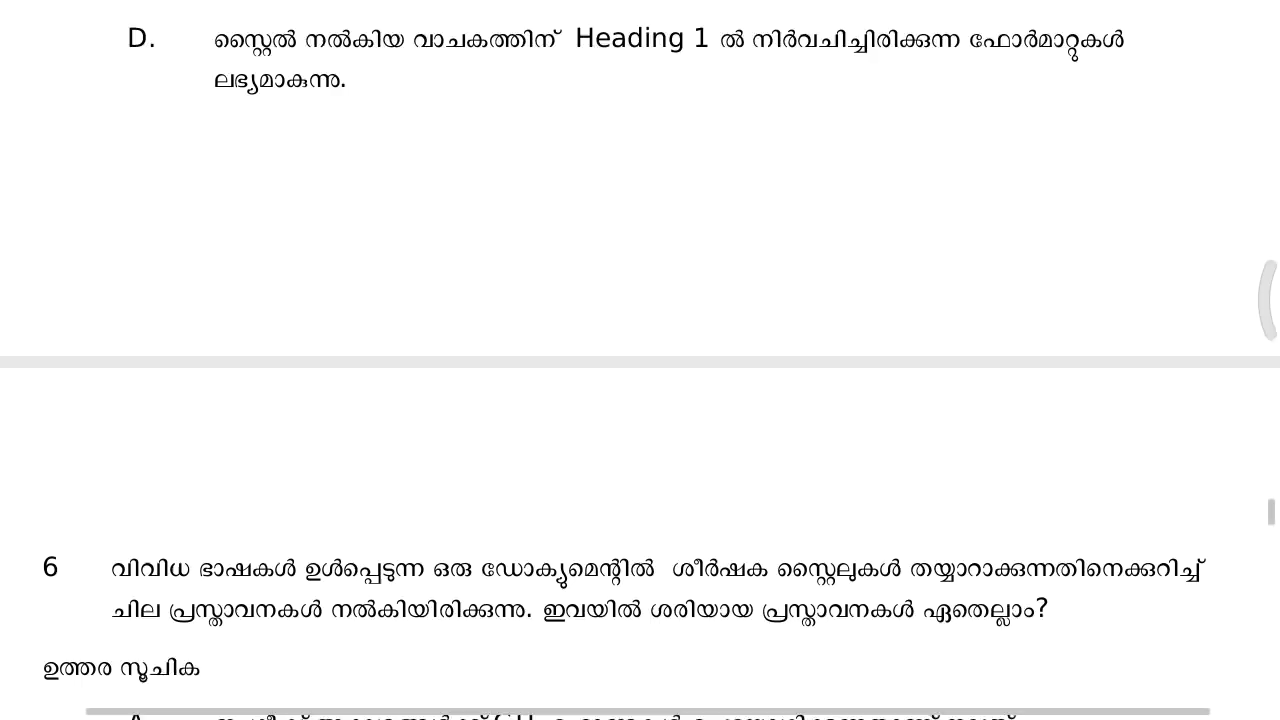 D. സ്റ്റൈൽ നൽകിയ വാചകത്തിന് Heading 1 ൽ നിർവചിച്ചിരിക്കുന്ന ഫോർമാറ്റുകൾ
ലഭ്യമാകുന്നു.
6 വിവിധ ഭാഷകൾ ഉൾപ്പെടുന്ന ഒരു ഡോക്യുമെന്റിൽ ശീർഷക സ്റ്റൈലുകൾ തയ്യാറാക്കുന്നതിനെക്കുറിച്ച്
ചില പ്രസ്താവനകൾ നൽകിയിരിക്കുന്നു. ഇവയിൽ ശരിയായ പ്രസ്താവനകൾ ഏതെല്ലാം?
ഉത്തര സൂചിക